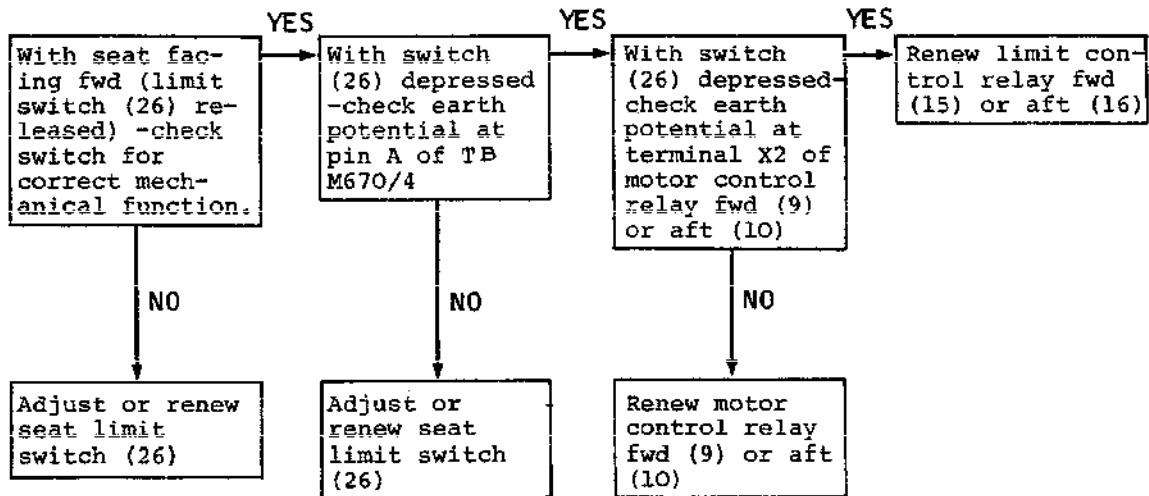 YES
YES
YES
With seat fac-
ing fwd (limit
switch (26) re-
leased) -check
switch for
correct mech-
anical function.
With switch
(26) depressed
-check earth
potential at
pin A of TB
M670/4
With switch
(26) depressed-
check earth
potential at
terminal X2 of
motor control
relay fwd (9)
or aft (10)
Renew limit con-
trol relay fwd
(15) or aft (16)
NO
NO
NO
Adjust or renew
seat limit
switch (26)
Adjust or
renew seat
limit switch
(26)
Renew motor
control relay
fwd (9) or aft
(10)